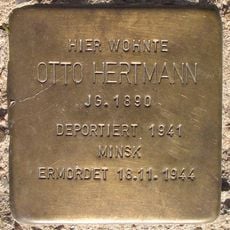 HIER WOHNTE
OTTO HERTMANN
JG. 1890
DEPORTIERT 1941
MINSK
ERMORDET 16.11.1944